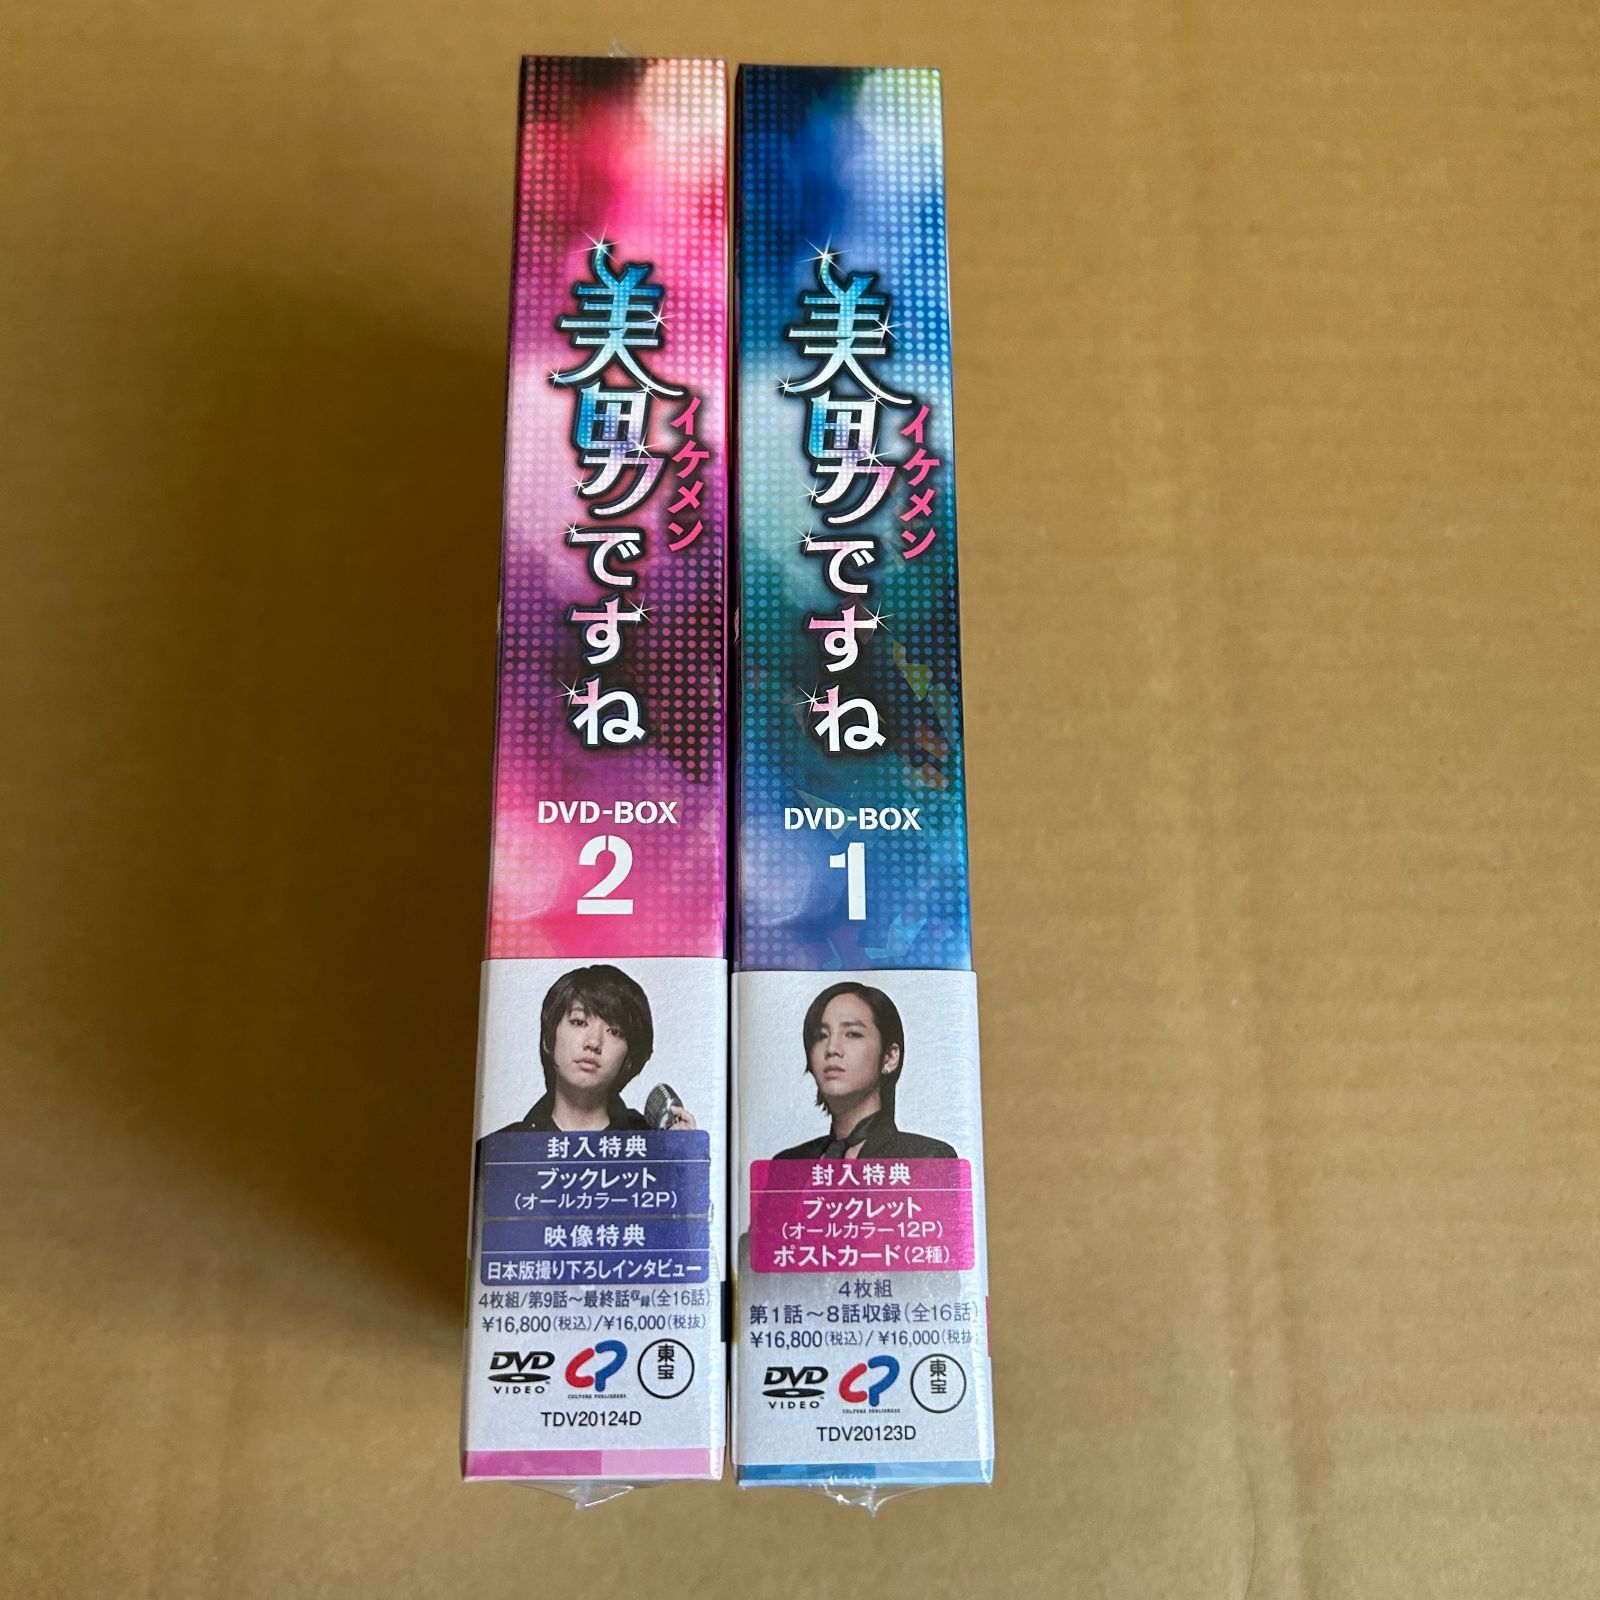 美男ですね
イケメン
DVD-BOX
2
封入特典
ブックレット
(オールカラー12P)
映像特典
日本版撮り下ろしインタビュー
4枚組/第9話〜最終話収録(全16話)
¥16,800(税込)/¥16,000(税抜)
DVD
VIDEO
CP
CULTURE PUBLISHERS
東宝
TDV20124D
美男ですね
イケメン
DVD-BOX
1
封入特典
ブックレット
(オールカラー12P)
ポストカード(2種)
4枚組
第1話〜8話収録(全16話)
¥16,800(税込)/¥16,000(税抜)
DVD
VIDEO
CP
CULTURE PUBLISHERS
東宝
TDV20123D